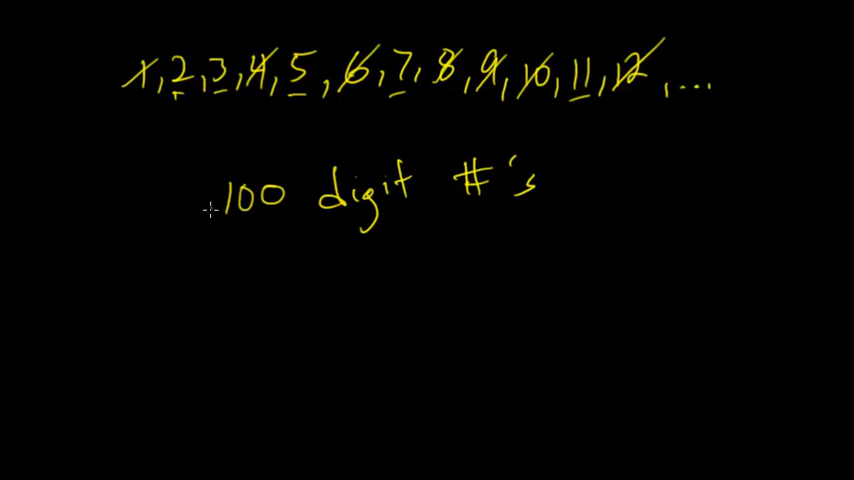 1, 2, 3, 4, 5, 6, 7, 8, 9, 10, 11, 12, ...
100 digit #'s